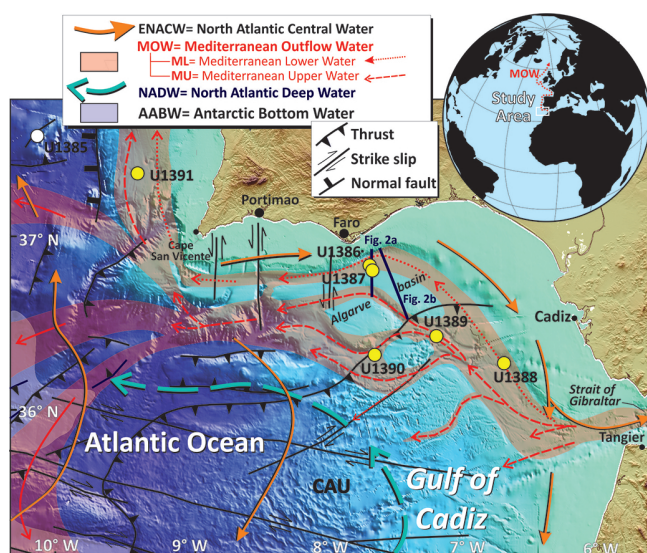 ENACW= North Atlantic Central Water
MOW= Mediterranean Outflow Water
ML= Mediterranean Lower Water
MU= Mediterranean Upper Water
NADW= North Atlantic Deep Water
AABW= Antarctic Bottom Water
MOW
Study
Area
Thrust
Strike slip
Normal fault
U1385
U1391
Portimao
Faro
Cape
San Vicente
37° N
U1386
U1387
Fig. 2a
basin
Fig. 2b
Algarve
U1389
Cadiz
U1390
U1388
36° N
Strait of
Gibraltar
Tangier
Atlantic Ocean
CAU
Gulf of
Cadiz
10° W
9° W
8° W
7° W
6° W